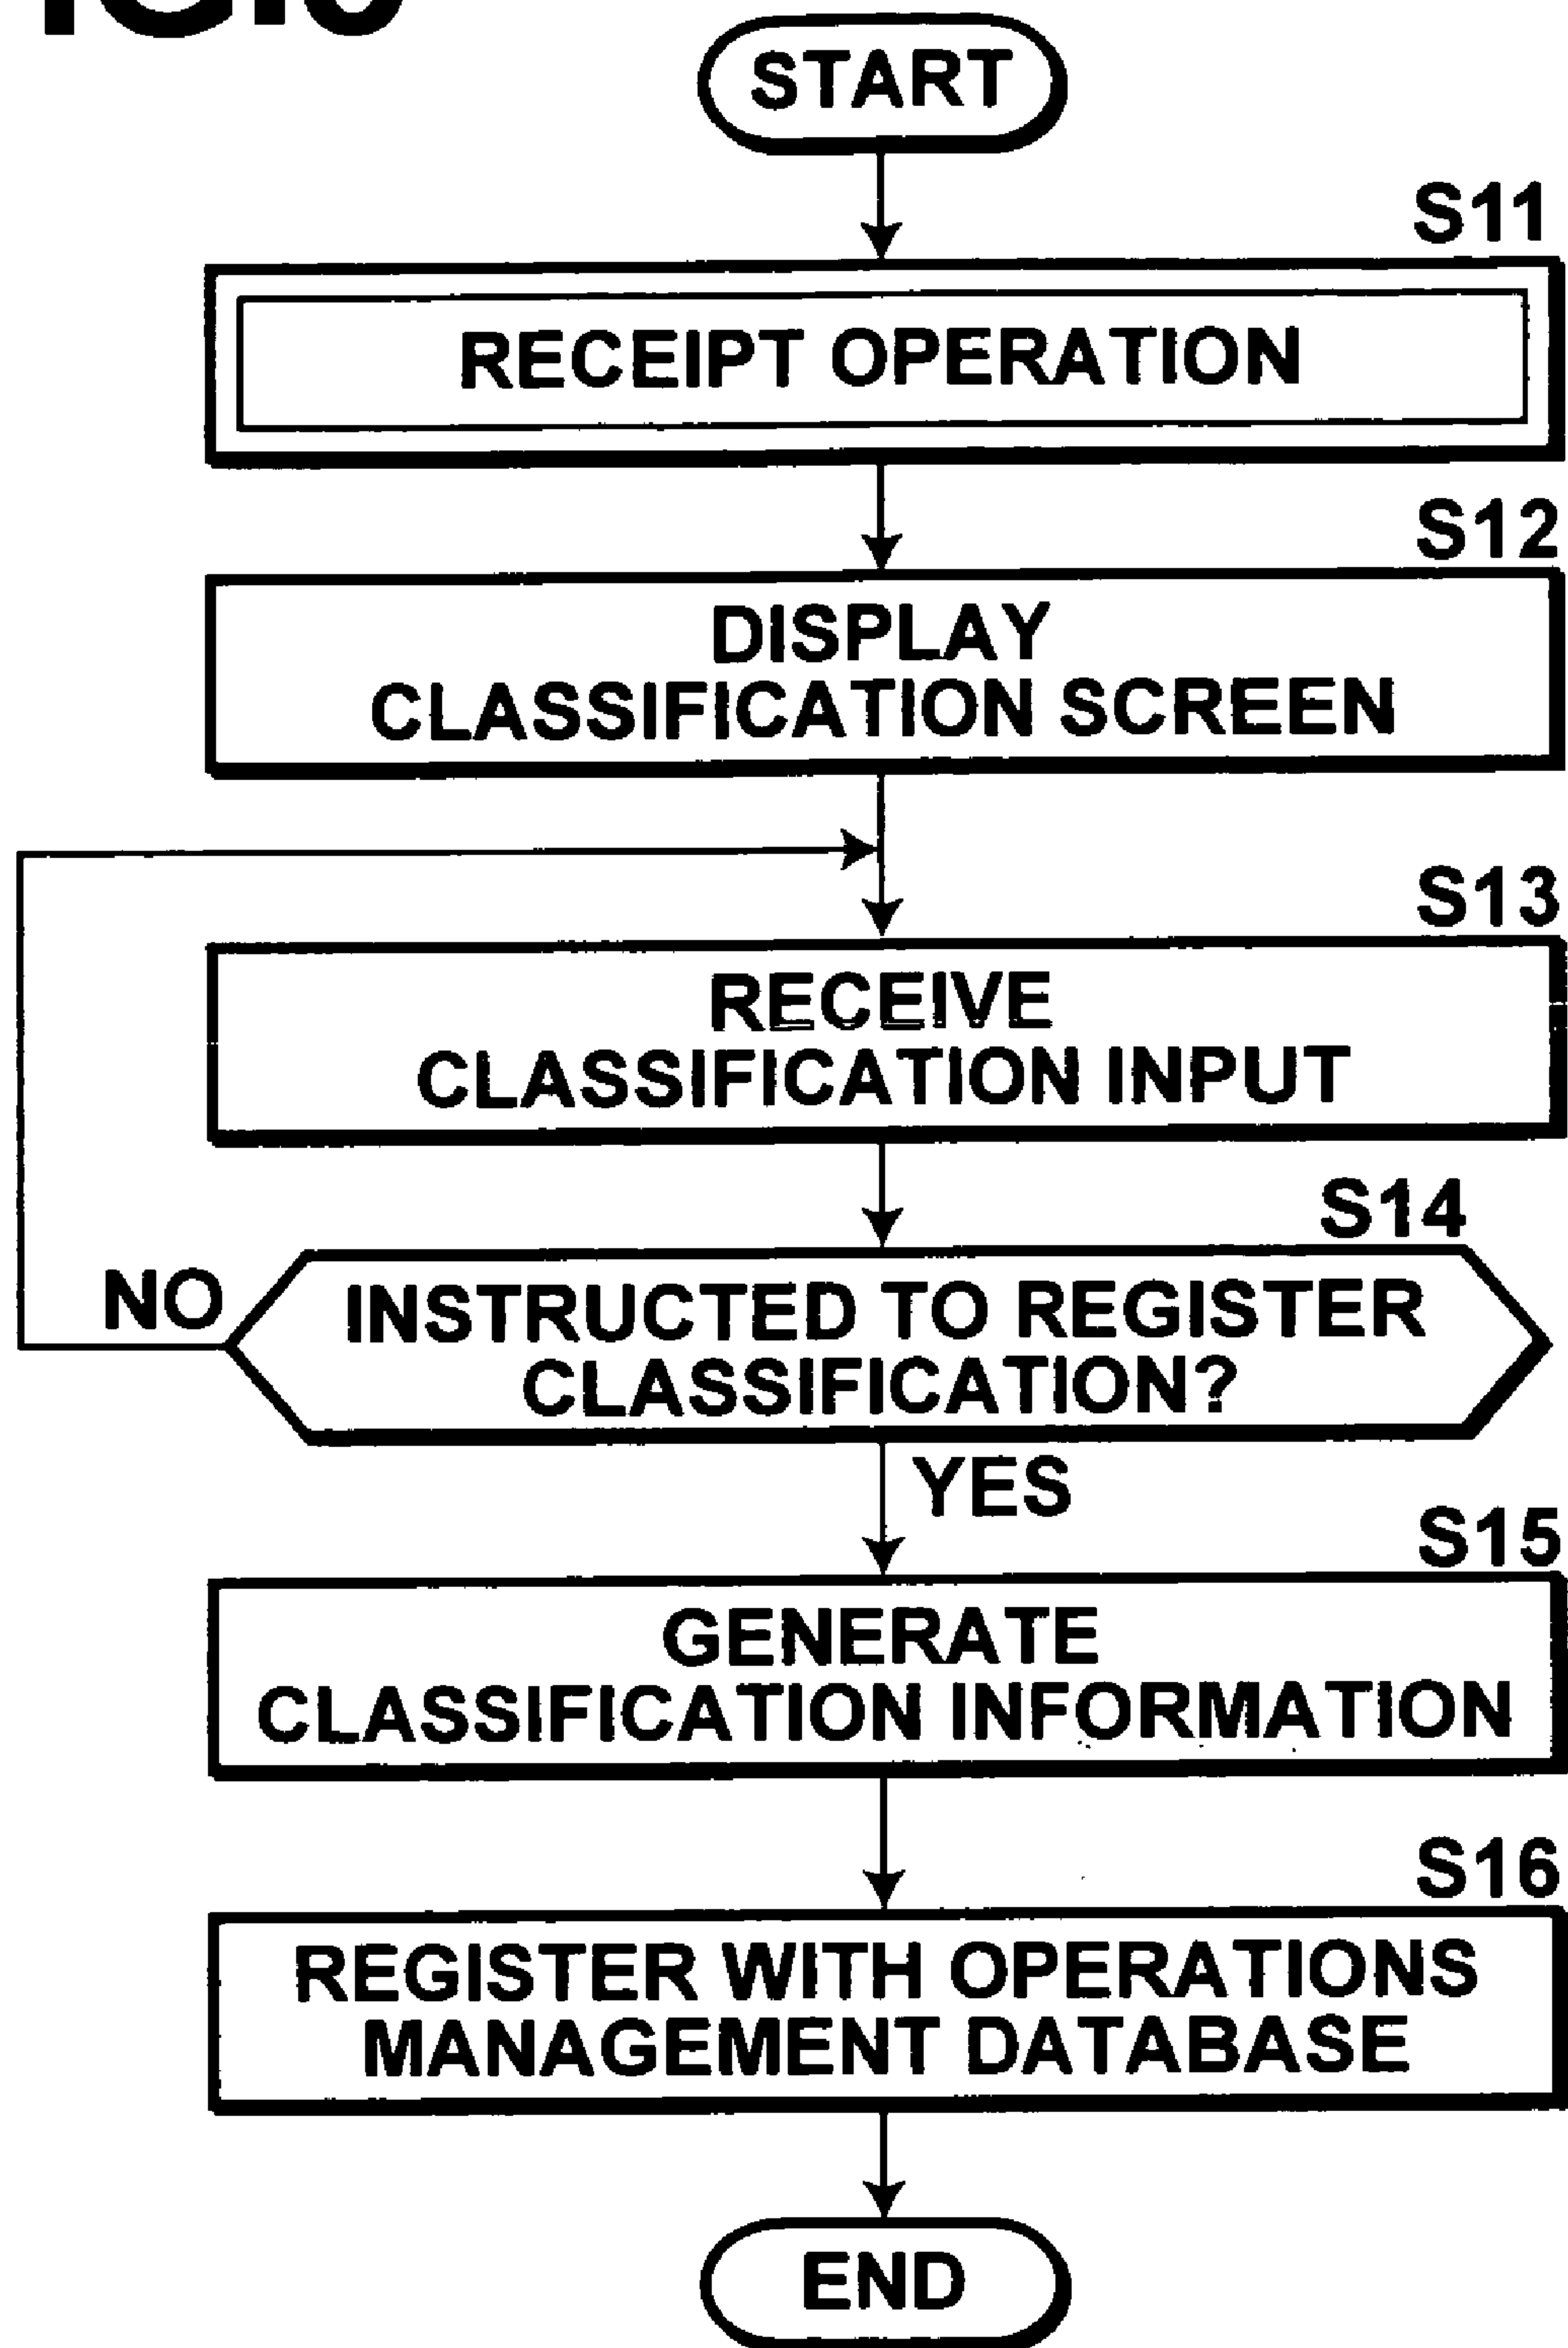 START
S11
RECEIPT OPERATION
S12
DISPLAY
CLASSIFICATION SCREEN
S13
RECEIVE
CLASSIFICATION INPUT
S14
NO
INSTRUCTED TO REGISTER
CLASSIFICATION?
YES
S15
GENERATE
CLASSIFICATION INFORMATION
S16
REGISTER WITH OPERATIONS
MANAGEMENT DATABASE
END